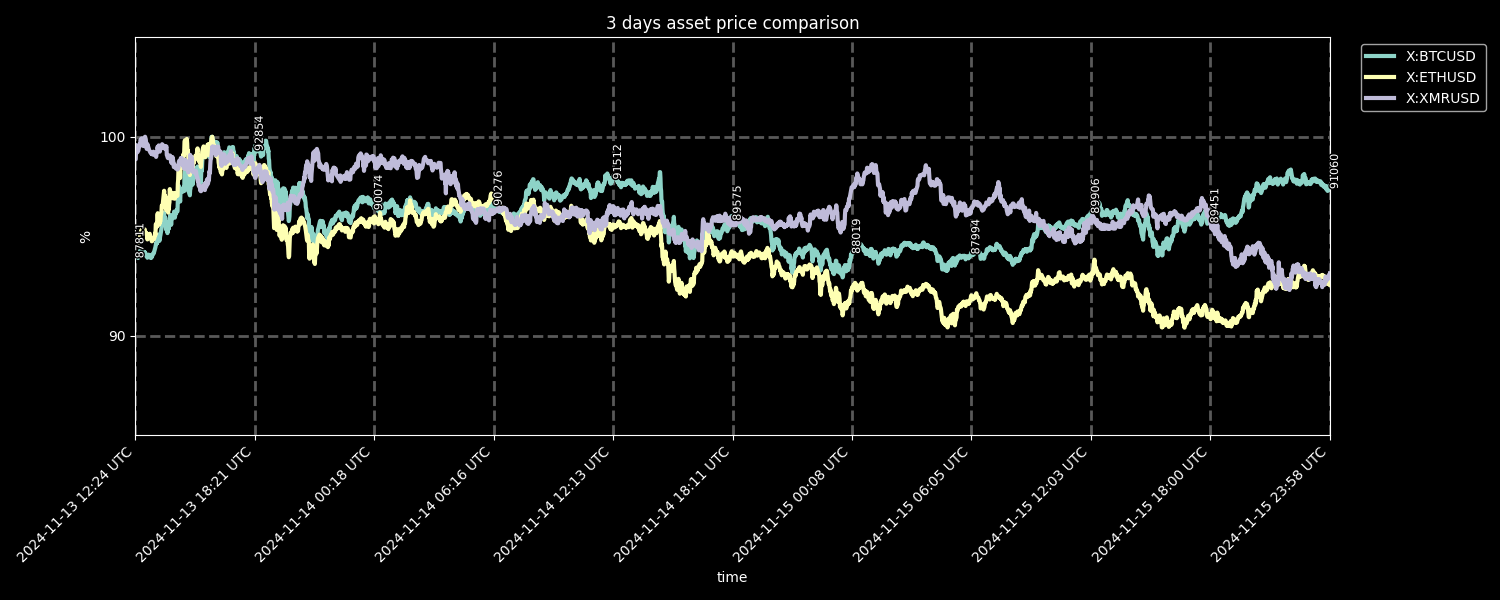 3 days asset price comparison
X:BTCUSD
X:ETHUSD
X:XMRUSD
100
90
%
92854
90074
90276
91512
89575
88019
87994
89906
89451
91060
2024-11-13 12:24 UTC
2024-11-13 18:21 UTC
2024-11-14 00:18 UTC
2024-11-14 06:16 UTC
2024-11-14 12:13 UTC
2024-11-14 18:11 UTC
2024-11-15 00:08 UTC
2024-11-15 06:05 UTC
2024-11-15 12:03 UTC
2024-11-15 18:00 UTC
2024-11-15 23:58 UTC
time